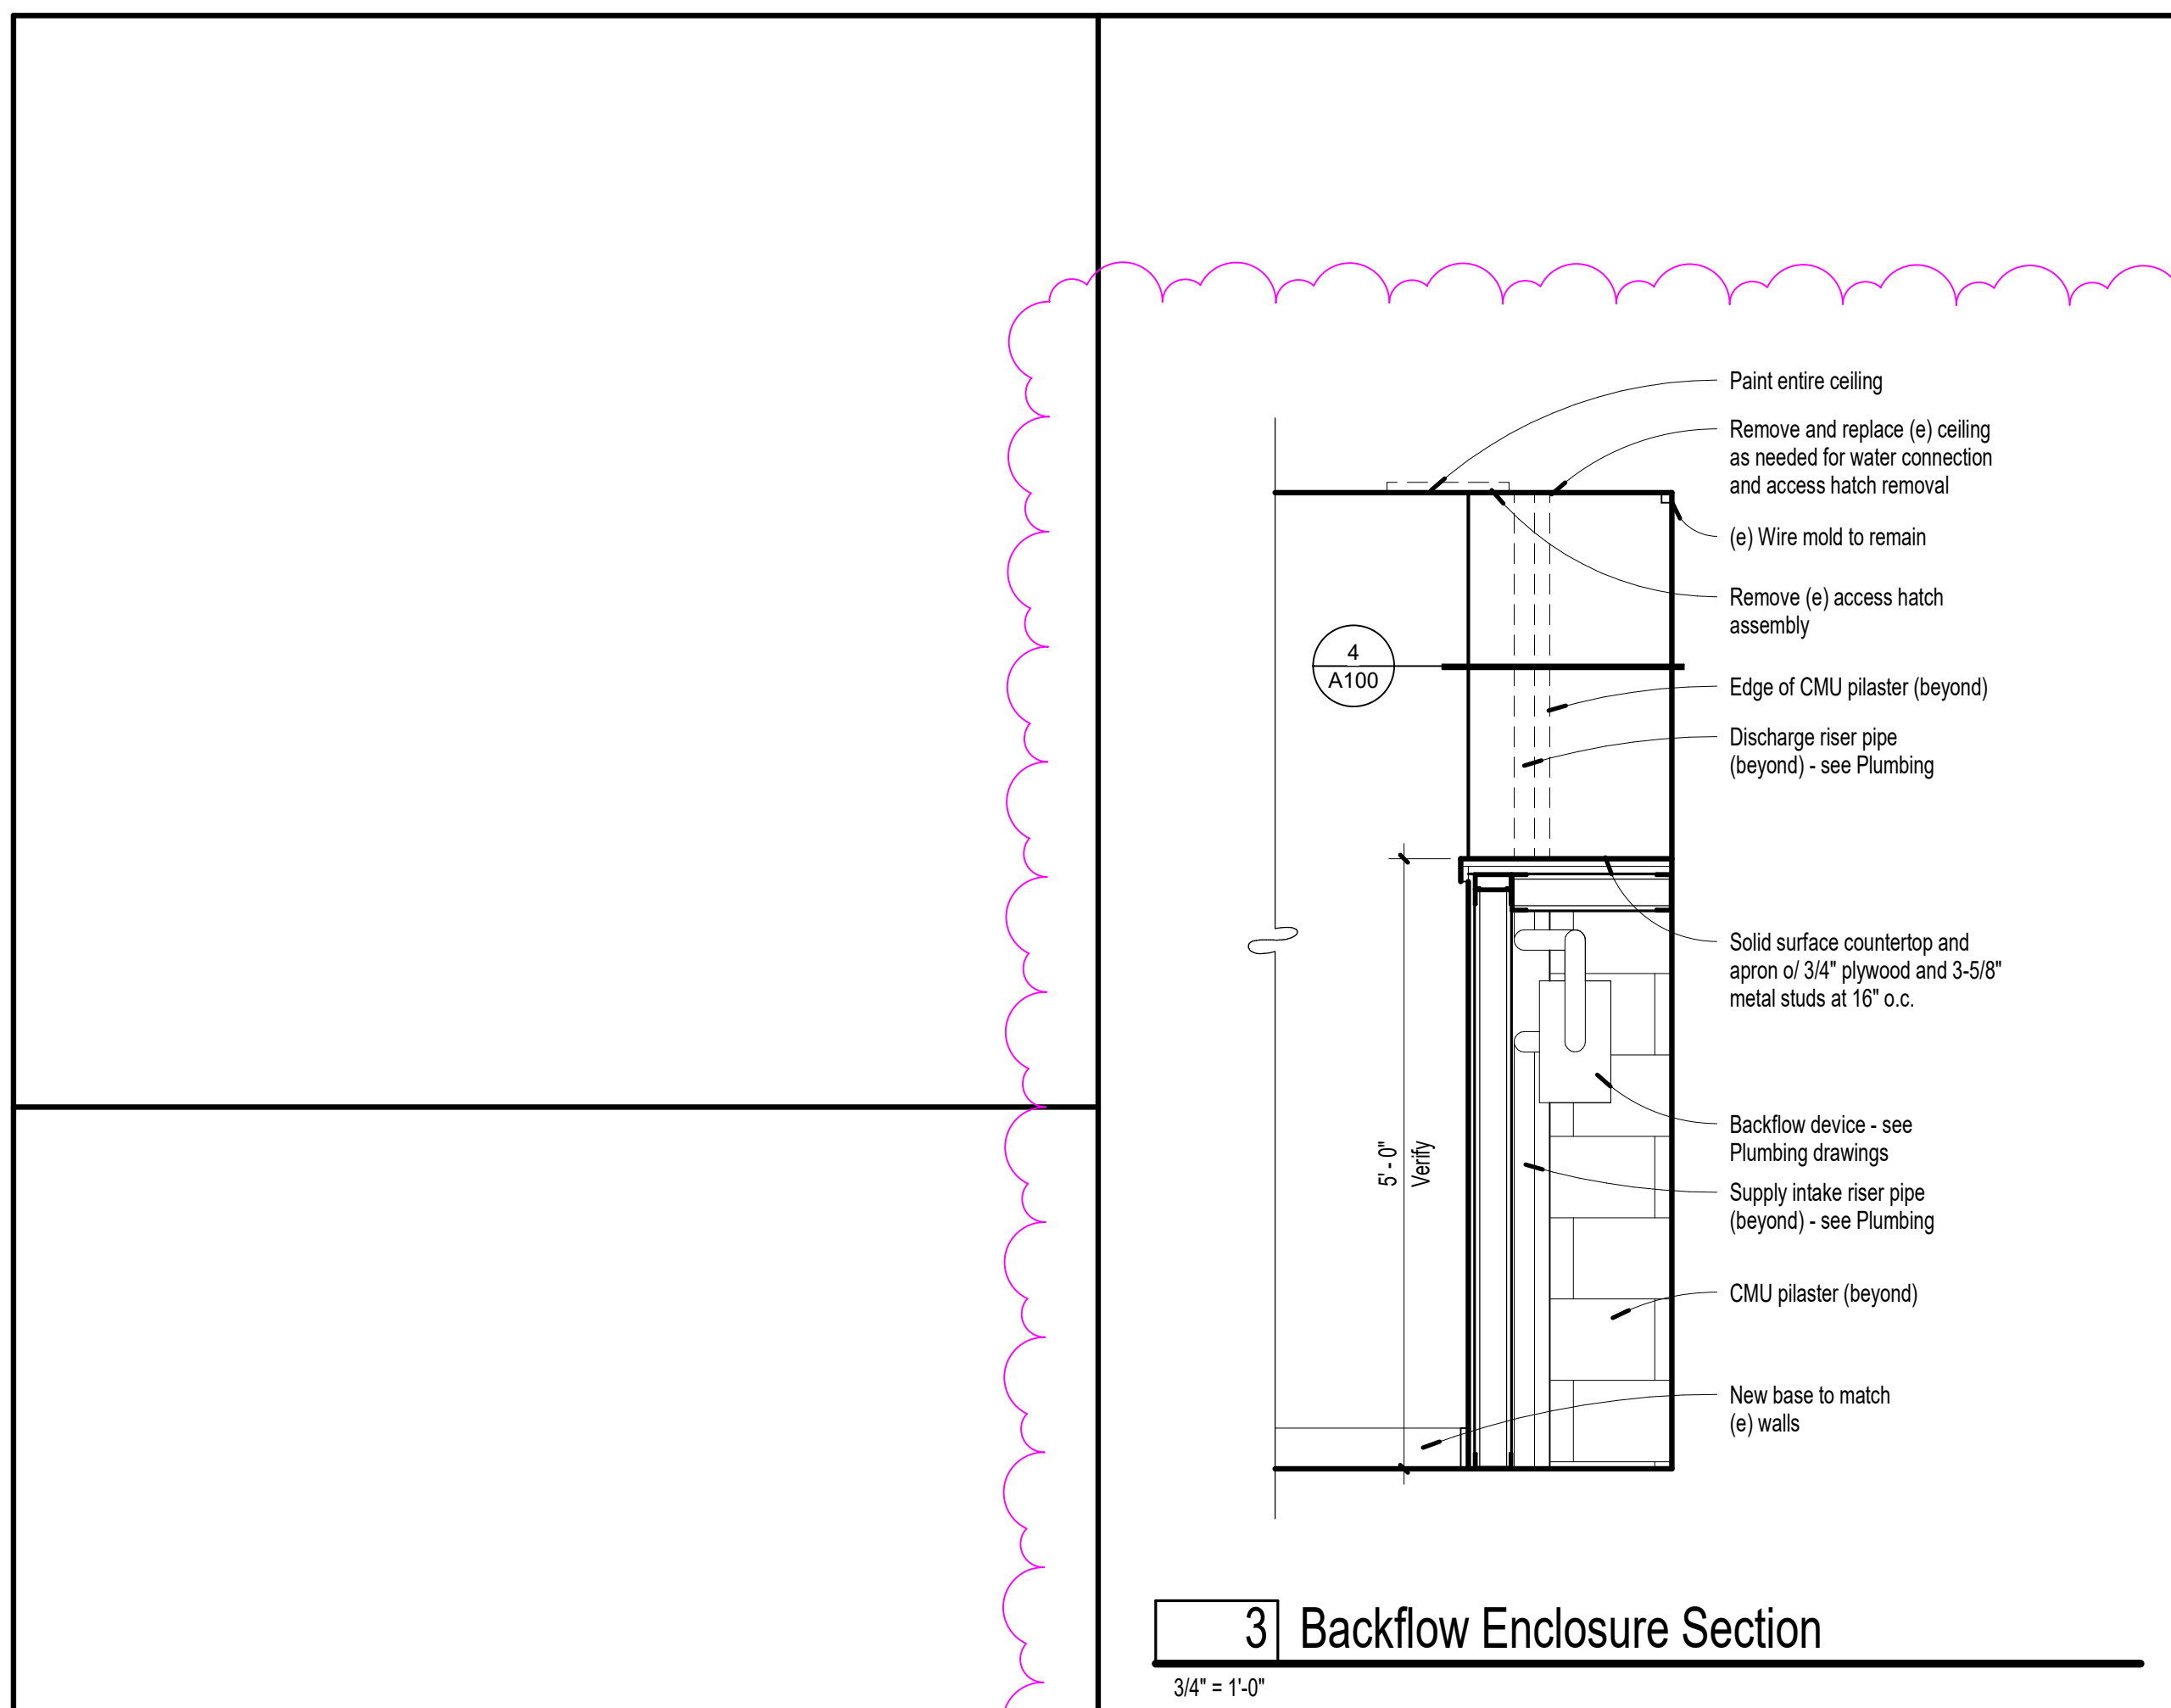 Paint entire ceiling
Remove and replace (e) ceiling
as needed for water connection
and access hatch removal
(e) Wire mold to remain
Remove (e) access hatch
assembly
4
A100
Edge of CMU pilaster (beyond)
Discharge riser pipe
(beyond) - see Plumbing
Solid surface countertop and
apron o/ 3/4" plywood and 3-5/8"
metal studs at 16" o.c.
Backflow device - see
Plumbing drawings
5' - 0"
Verify
Supply intake riser pipe
(beyond) - see Plumbing
CMU pilaster (beyond)
New base to match
(e) walls
3 Backflow Enclosure Section
3/4" = 1'-0"